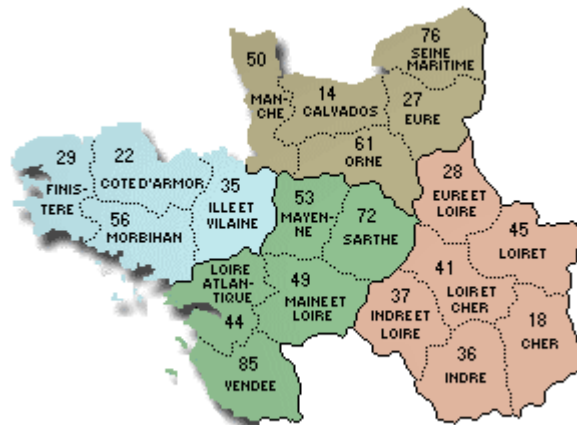 76
SEINE
MARITIME
50
MAN-
CHE
14
CALVADOS
27
EURE
61
ORNE
29
FINIS-
TERE
22
COTE D'ARMOR
35
ILLE ET
VILAINE
56
MORBIHAN
53
MAYEN-
NE
72
SARTHE
28
EURE ET
LOIRE
45
LOIRET
LOIRE
ATLAN-
TIQUE
44
49
MAINE ET
LOIRE
41
LOIR ET
CHER
37
INDRE ET
LOIRE
18
CHER
85
VENDEE
36
INDRE